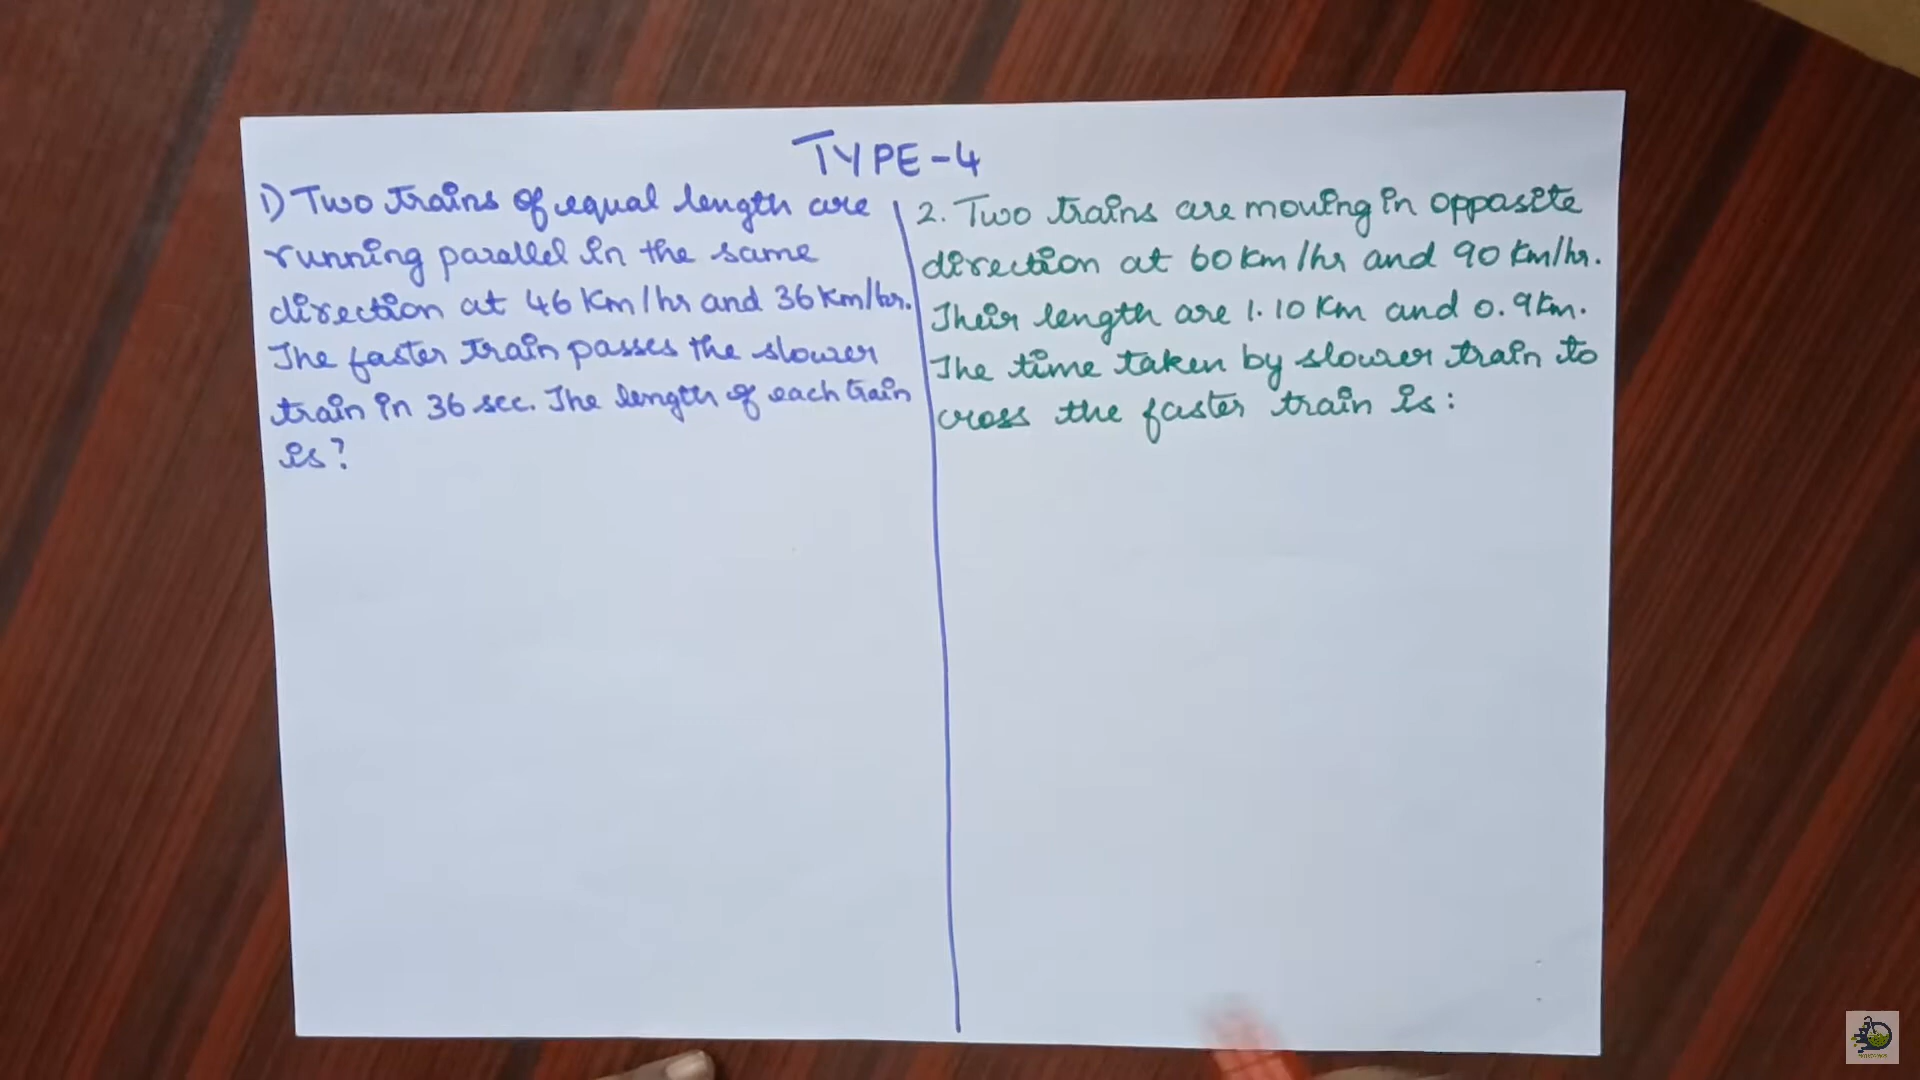 TYPE-4
1) Two trains of equal length are
running parallel in the same
direction at 46 Km/hr and 36 Km/hr.
The faster train passes the slower
train in 36 sec. The length of each train
is?
2. Two trains are moving in opposite
direction at 60 km/hr and 90 Km/hr.
Their length are 1.10 Km and 0.9 km.
The time taken by slower train to
cross the faster train is: